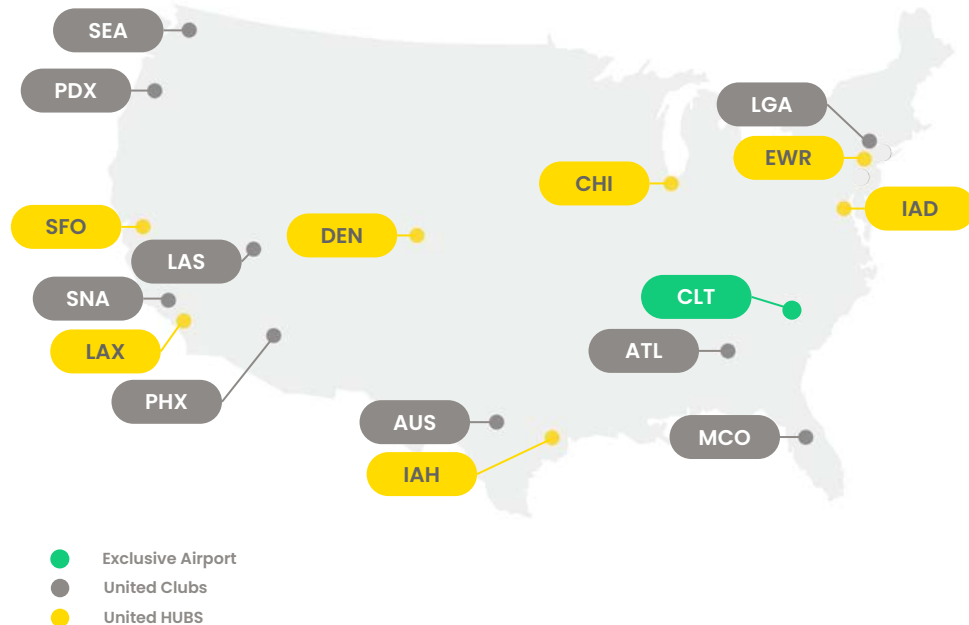 SEA
PDX
LGA
EWR
CHI
IAD
SFO
DEN
LAS
SNA
CLT
LAX
ATL
PHX
AUS
MCO
IAH
Exclusive Airport
United Clubs
United HUBS